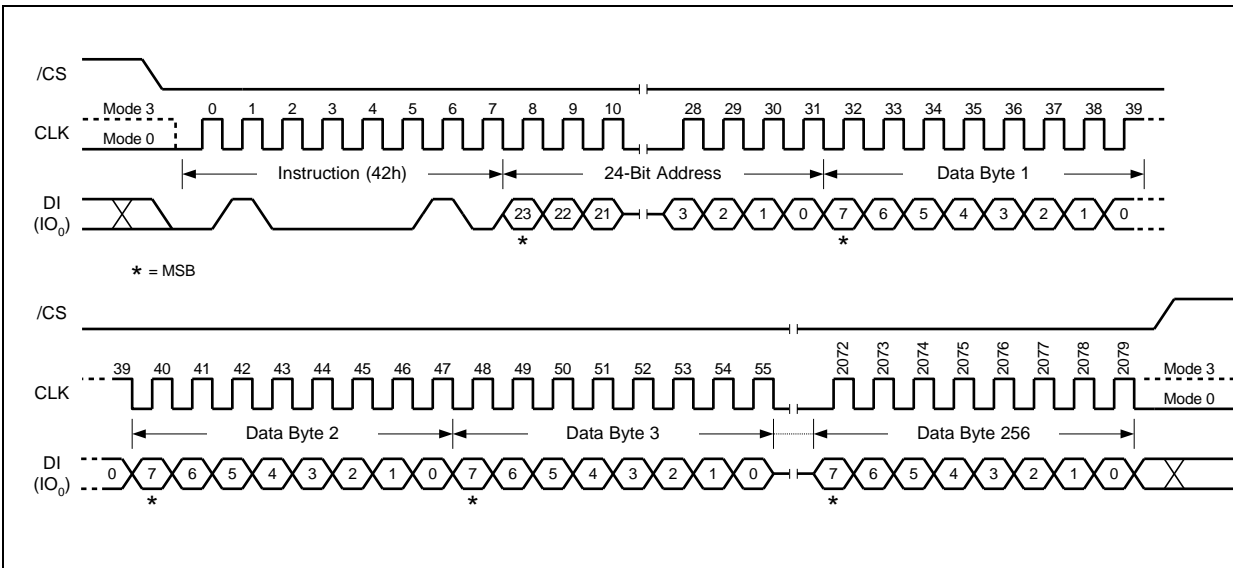 /CS
Mode 3 0 1 2 3 4 5 6 7 8 9 10 28 29 30 31 32 33 34 35 36 37 38 39
CLK
Mode 0
Instruction (42h) 24-Bit Address Data Byte 1
DI
(IO0) 23 22 21 3 2 1 0 7 6 5 4 3 2 1 0
* *
* = MSB
/CS
39 40 41 42 43 44 45 46 47 48 49 50 51 52 53 54 55 2072 2073 2074 2075 2076 2077 2078 2079 Mode 3
CLK
Mode 0
Data Byte 2 Data Byte 3 Data Byte 256
DI
(IO0) 0 7 6 5 4 3 2 1 0 7 6 5 4 3 2 1 0 7 6 5 4 3 2 1 0
* * *